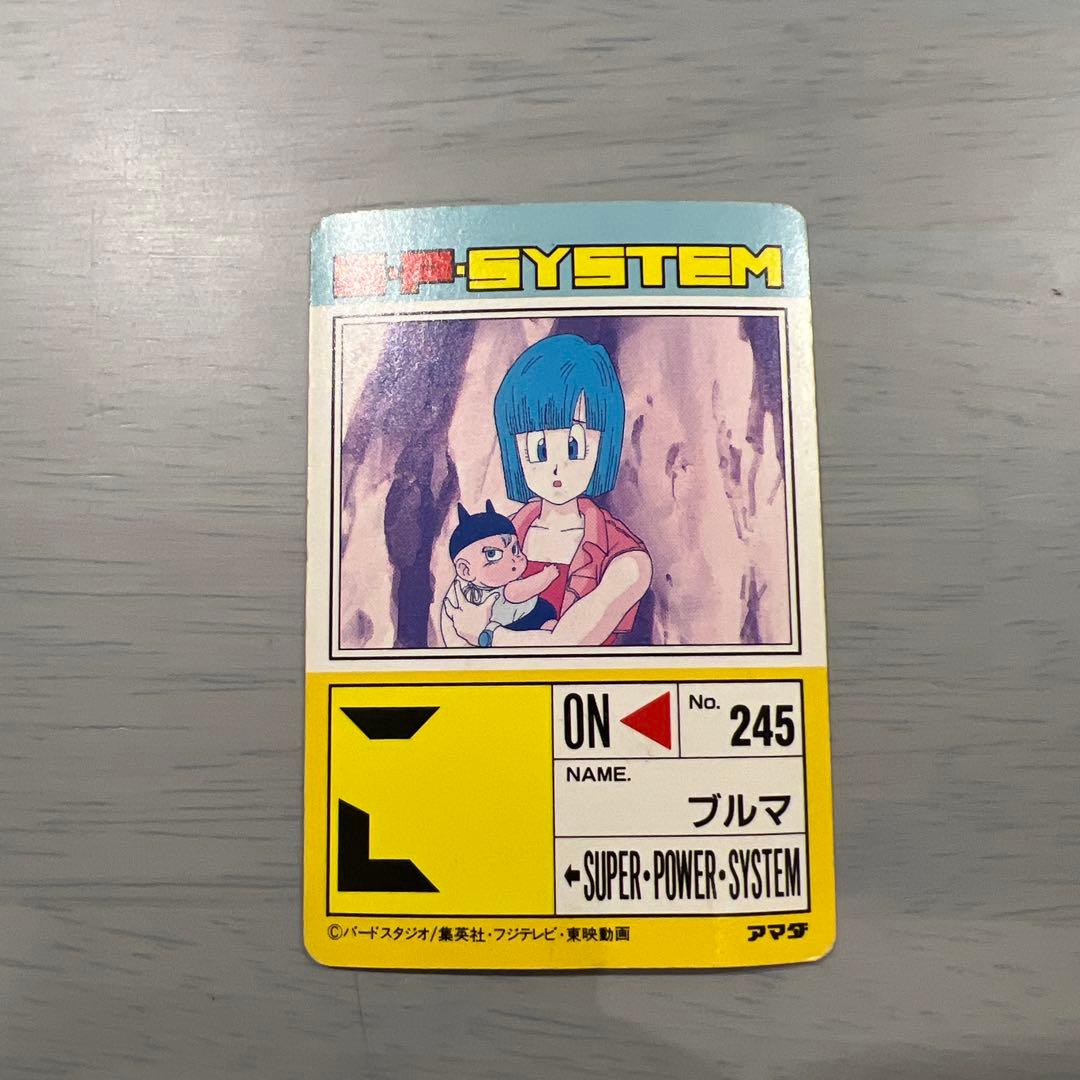 S·P·SYSTEM
ON
No. 245
NAME.
ブルマ
←SUPER·POWER·SYSTEM
©バードスタジオ/集英社・フジテレビ・東映動画
アマダ